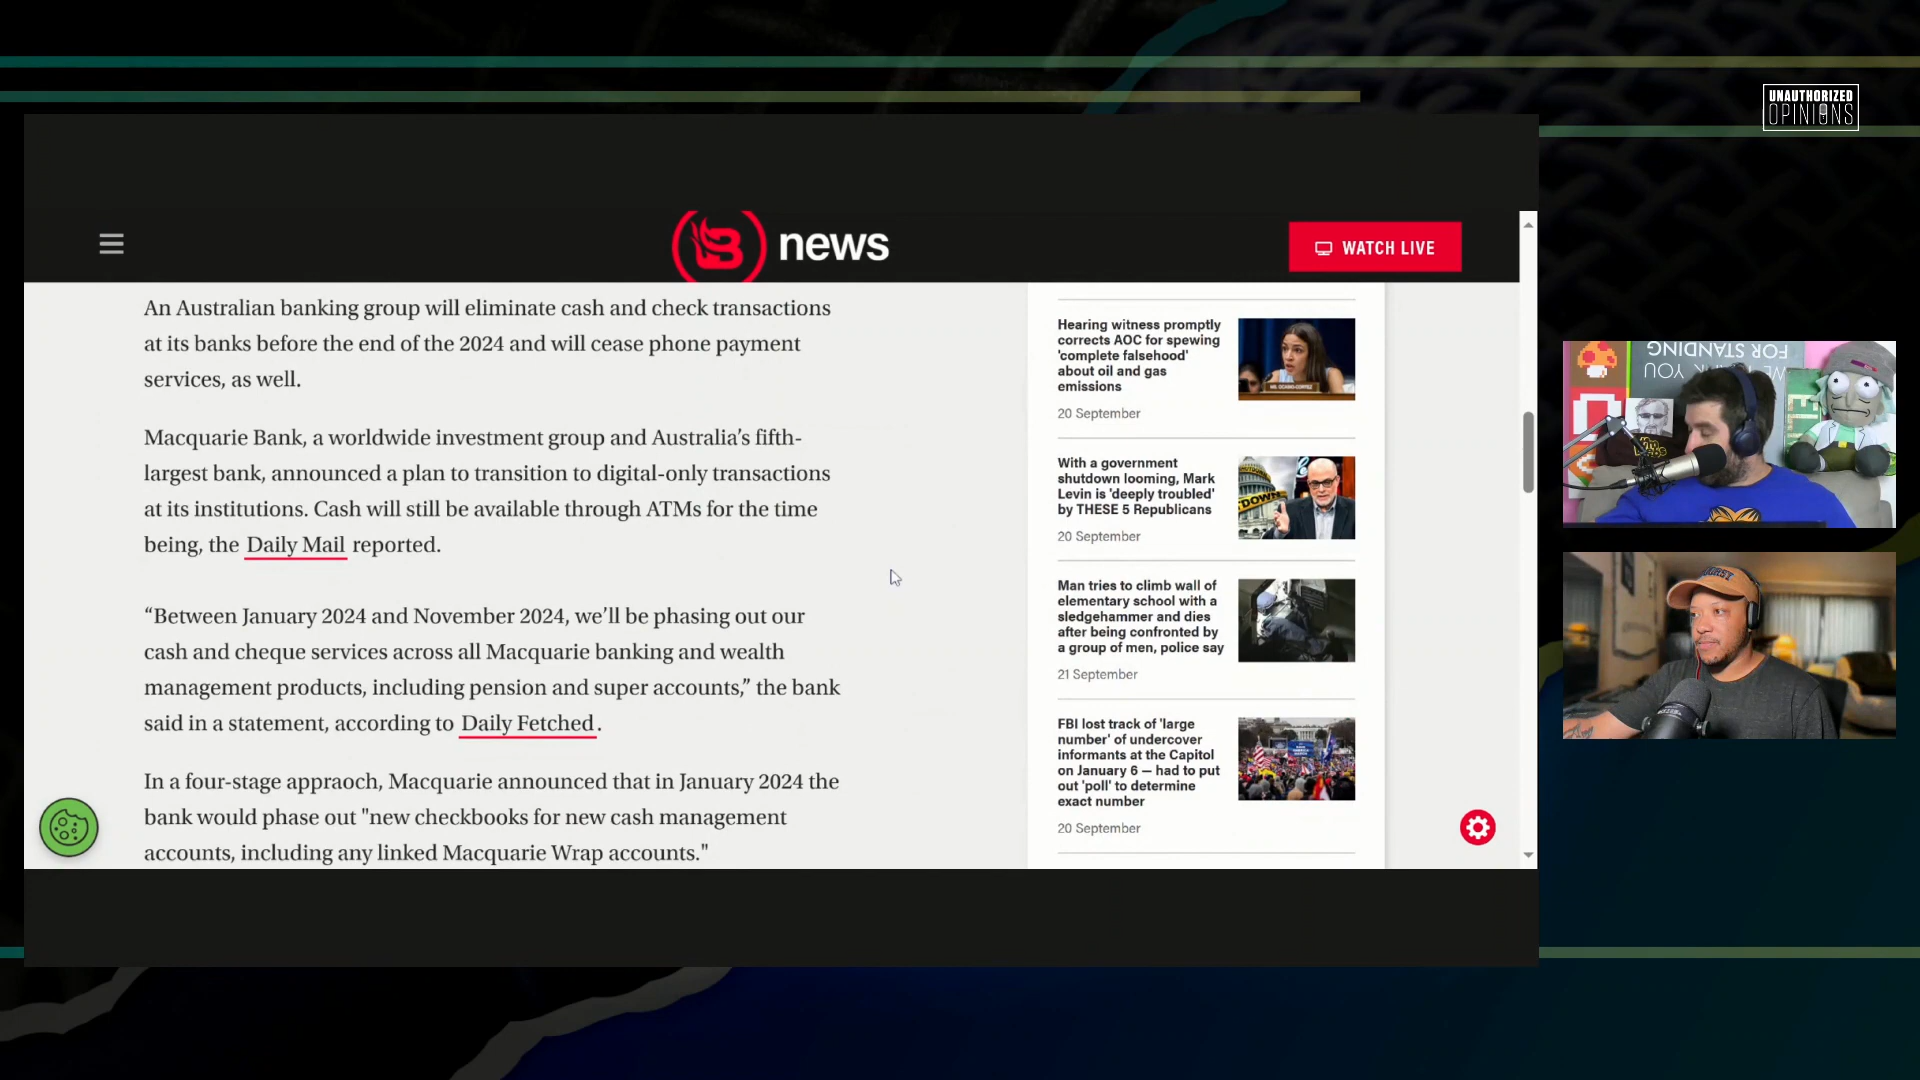 UNAUTHORIZED
OPINIONS
B news
WATCH LIVE
An Australian banking group will eliminate cash and check transactions
at its banks before the end of the 2024 and will cease phone payment
services, as well.
Macquarie Bank, a worldwide investment group and Australia’s fifth-
largest bank, announced a plan to transition to digital-only transactions
at its institutions. Cash will still be available through ATMs for the time
being, the Daily Mail reported.
“Between January 2024 and November 2024, we’ll be phasing out our
cash and cheque services across all Macquarie banking and wealth
management products, including pension and super accounts,” the bank
said in a statement, according to Daily Fetched.
In a four-stage appraoch, Macquarie announced that in January 2024 the
bank would phase out "new checkbooks for new cash management
accounts, including any linked Macquarie Wrap accounts."
Hearing witness promptly
corrects AOC for spewing
'complete falsehood'
about oil and gas
emissions
20 September
With a government
shutdown looming, Mark
Levin is 'deeply troubled'
by THESE 5 Republicans
20 September
Man tries to climb wall of
elementary school with a
sledgehammer and dies
after being confronted by
a group of men, police say
21 September
FBI lost track of 'large
number' of undercover
informants at the Capitol
on January 6 — had to put
out 'poll' to determine
exact number
20 September
FOR STANDING